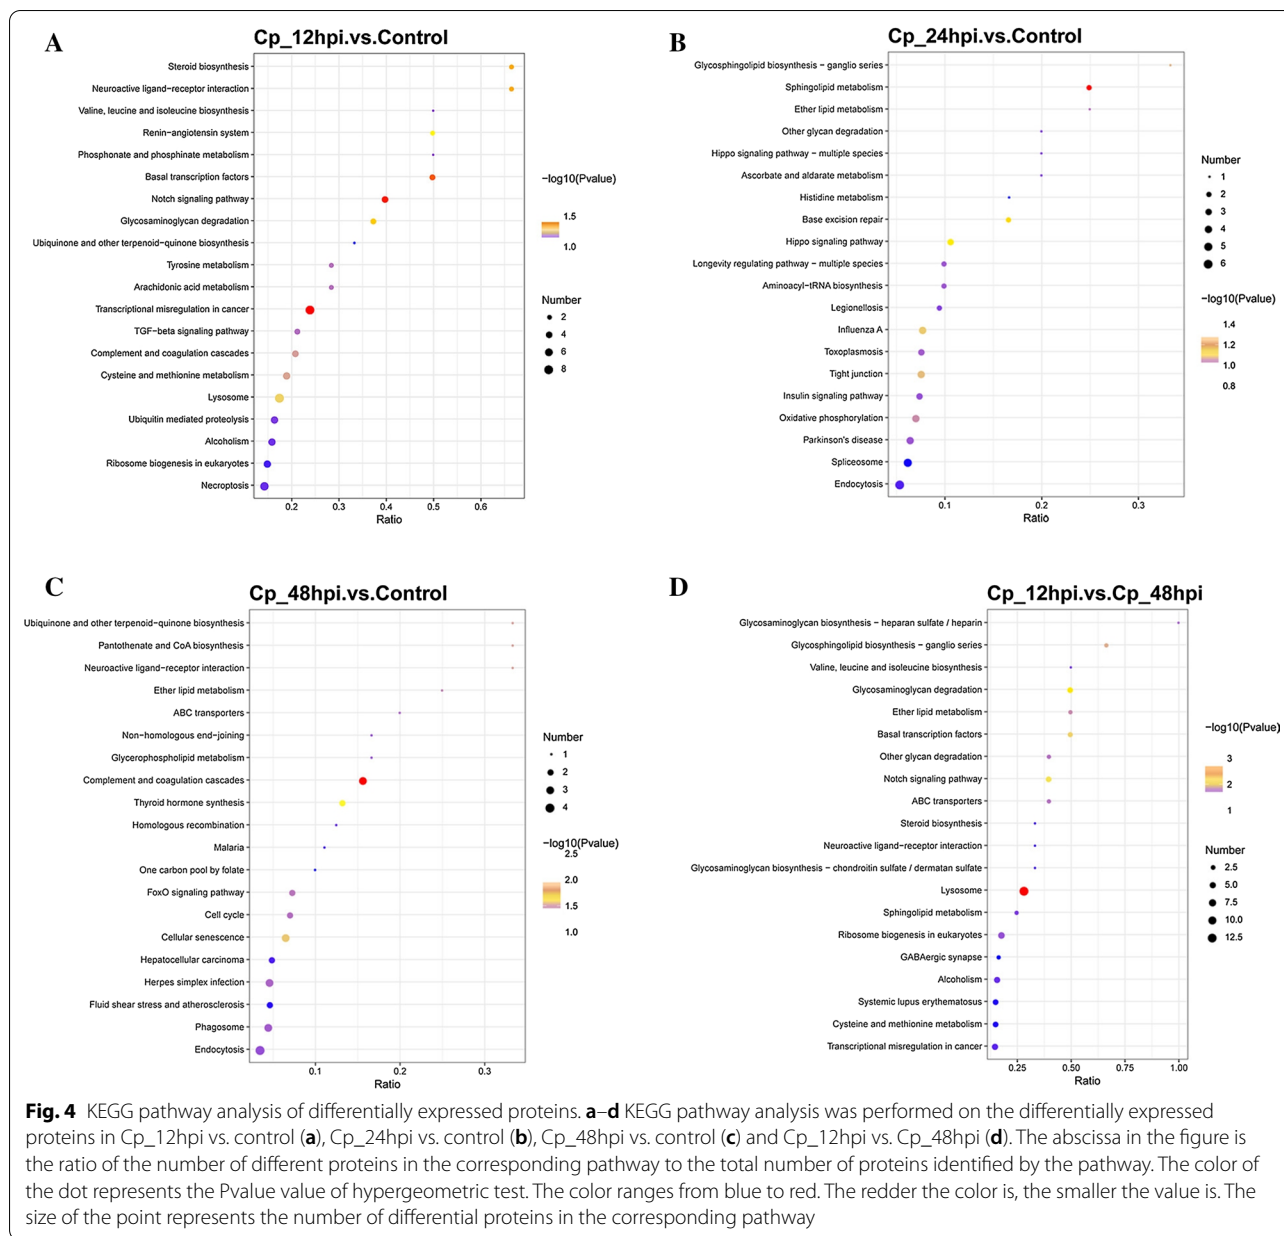 A
Cp_12hpi.vs.Control
Steroid biosynthesis
Neuroactive ligand−receptor interaction
Valine, leucine and isoleucine biosynthesis
Renin−angiotensin system
Phosphonate and phosphinate metabolism
Basal transcription factors
Notch signaling pathway
Glycosaminoglycan degradation
Ubiquinone and other terpenoid−quinone biosynthesis
Tyrosine metabolism
Arachidonic acid metabolism
Transcriptional misregulation in cancer
TGF−beta signaling pathway
Complement and coagulation cascades
Cysteine and methionine metabolism
Lysosome
Ubiquitin mediated proteolysis
Alcoholism
Ribosome biogenesis in eukaryotes
Necroptosis
0.2 0.3 0.4 0.5 0.6
Ratio
−log10(Pvalue)
1.5
1.0
Number
2
4
6
8
B
Cp_24hpi.vs.Control
Glycosphingolipid biosynthesis − ganglio series
Sphingolipid metabolism
Ether lipid metabolism
Other glycan degradation
Hippo signaling pathway − multiple species
Ascorbate and aldarate metabolism
Histidine metabolism
Base excision repair
Hippo signaling pathway
Longevity regulating pathway − multiple species
Aminoacyl−tRNA biosynthesis
Legionellosis
Influenza A
Toxoplasmosis
Tight junction
Insulin signaling pathway
Oxidative phosphorylation
Parkinson's disease
Spliceosome
Endocytosis
0.1 0.2 0.3
Ratio
Number
1
2
3
4
5
6
−log10(Pvalue)
1.4
1.2
1.0
0.8
C
Cp_48hpi.vs.Control
Ubiquinone and other terpenoid−quinone biosynthesis
Pantothenate and CoA biosynthesis
Neuroactive ligand−receptor interaction
Ether lipid metabolism
ABC transporters
Non−homologous end−joining
Glycerophospholipid metabolism
Complement and coagulation cascades
Thyroid hormone synthesis
Homologous recombination
Malaria
One carbon pool by folate
FoxO signaling pathway
Cell cycle
Cellular senescence
Hepatocellular carcinoma
Herpes simplex infection
Fluid shear stress and atherosclerosis
Phagosome
Endocytosis
0.1 0.2 0.3
Ratio
Number
1
2
3
4
−log10(Pvalue)
2.5
2.0
1.5
1.0
D
Cp_12hpi.vs.Cp_48hpi
Glycosaminoglycan biosynthesis − heparan sulfate / heparin
Glycosphingolipid biosynthesis − ganglio series
Valine, leucine and isoleucine biosynthesis
Glycosaminoglycan degradation
Ether lipid metabolism
Basal transcription factors
Other glycan degradation
Notch signaling pathway
ABC transporters
Steroid biosynthesis
Neuroactive ligand−receptor interaction
Glycosaminoglycan biosynthesis − chondroitin sulfate / dermatan sulfate
Lysosome
Sphingolipid metabolism
Ribosome biogenesis in eukaryotes
GABAergic synapse
Alcoholism
Systemic lupus erythematosus
Cysteine and methionine metabolism
Transcriptional misregulation in cancer
0.25 0.50 0.75 1.00
Ratio
−log10(Pvalue)
3
2
1
Number
2.5
5.0
7.5
10.0
12.5
Fig. 4 KEGG pathway analysis of differentially expressed proteins. a–d KEGG pathway analysis was performed on the differentially expressed
proteins in Cp_12hpi vs. control (a), Cp_24hpi vs. control (b), Cp_48hpi vs. control (c) and Cp_12hpi vs. Cp_48hpi (d). The abscissa in the figure is
the ratio of the number of different proteins in the corresponding pathway to the total number of proteins identified by the pathway. The color of
the dot represents the Pvalue value of hypergeometric test. The color ranges from blue to red. The redder the color is, the smaller the value is. The
size of the point represents the number of differential proteins in the corresponding pathway